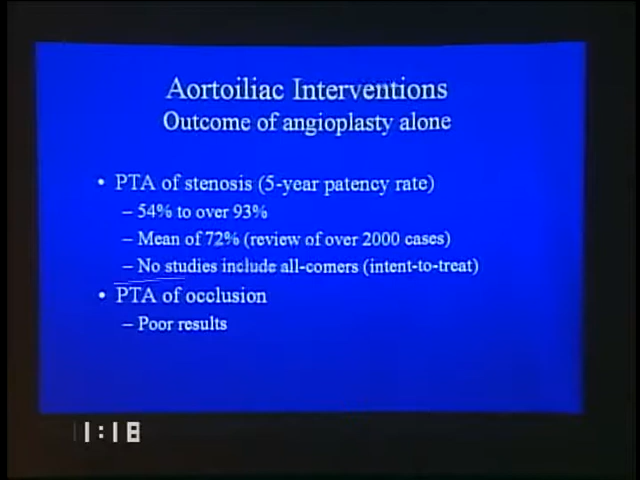 Aortoiliac Interventions
Outcome of angioplasty alone
• PTA of stenosis (5-year patency rate)
– 54% to over 93%
– Mean of 72% (review of over 2000 cases)
– No studies include all-comers (intent-to-treat)
• PTA of occlusion
– Poor results
1:18